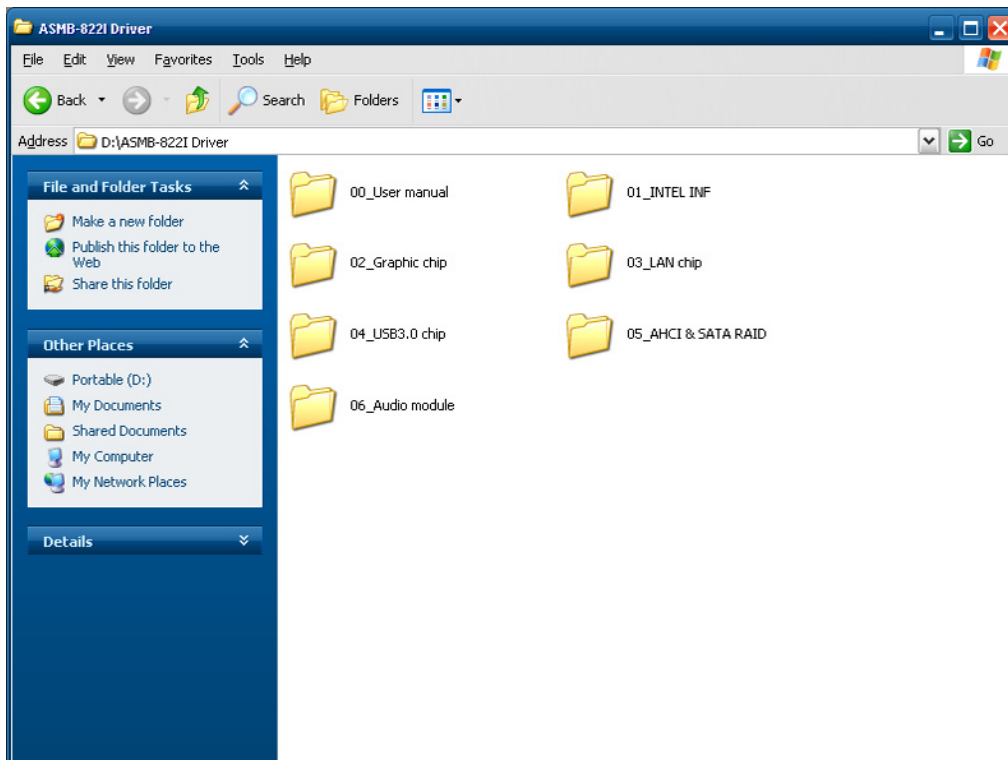 ASMB-822I Driver
File Edit View Favorites Tools Help
Back Search Folders
Address D:\ASMB-822I Driver Go
File and Folder Tasks
Make a new folder
Publish this folder to the
Web
Share this folder
Other Places
Portable (D:)
My Documents
Shared Documents
My Computer
My Network Places
Details
00_User manual 01_INTEL INF
02_Graphic chip 03_LAN chip
04_USB3.0 chip 05_AHCI & SATA RAID
06_Audio module